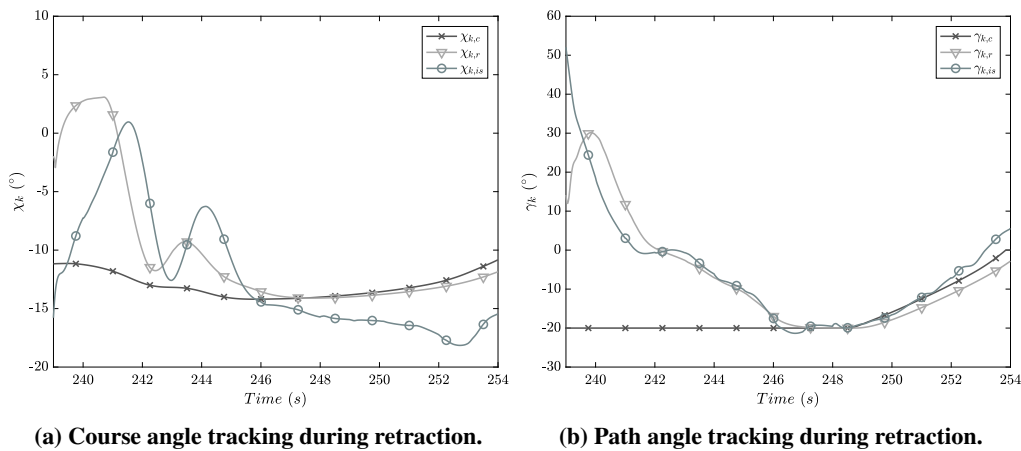 10
5
0
-5
-10
-15
-20
χk (°)
240 242 244 246 248 250 252 254
Time (s)
χk,c
χk,r
χk,is
(a) Course angle tracking during retraction.
60
50
40
30
20
10
0
-10
-20
-30
γk (°)
240 242 244 246 248 250 252 254
Time (s)
γk,c
γk,r
γk,is
(b) Path angle tracking during retraction.